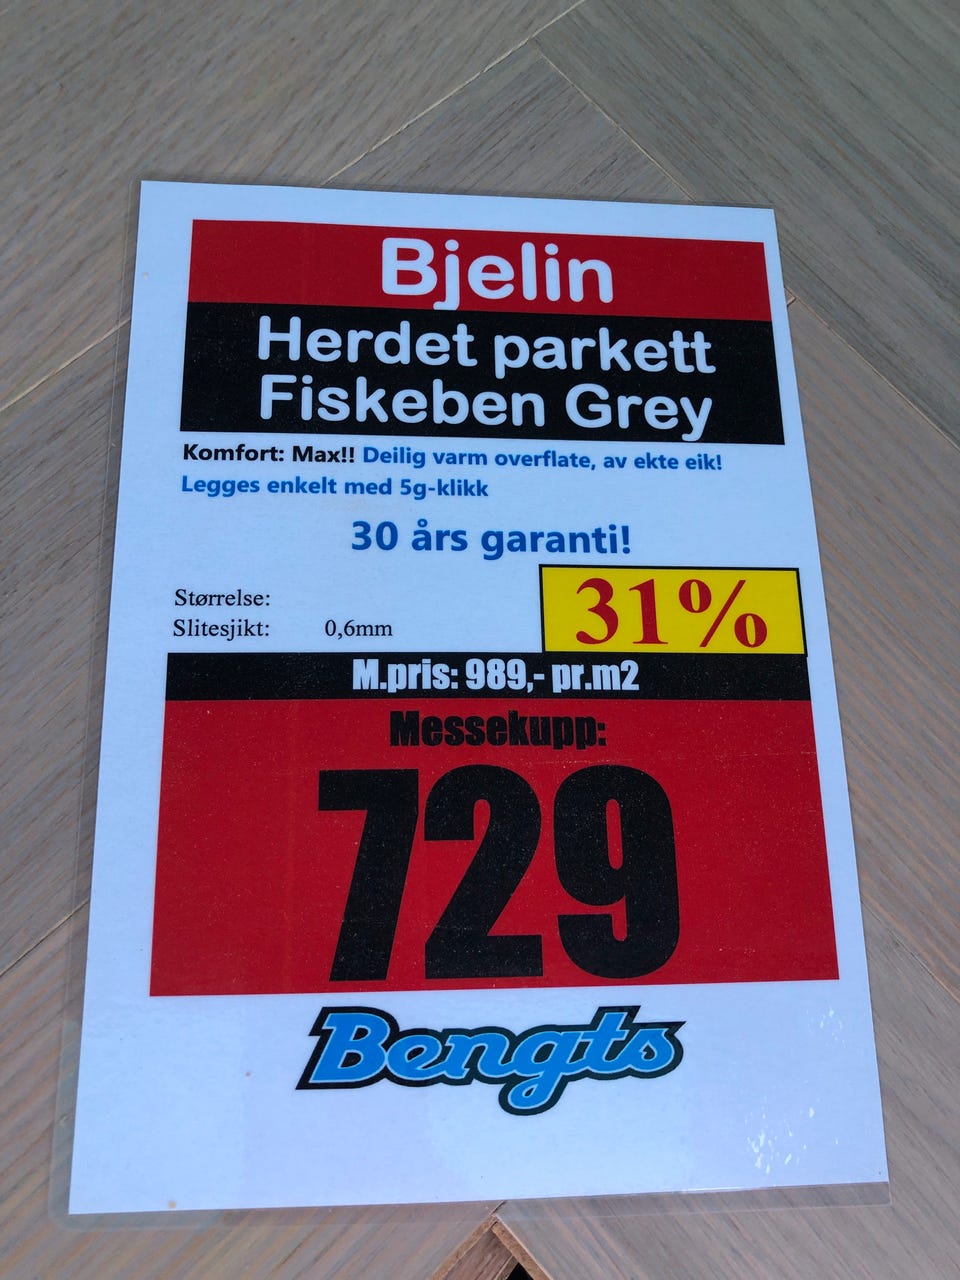 Bjelin
Herdet parkett
Fiskeben Grey
Komfort: Max!! Deilig varm overflate, av ekte eik!
Legges enkelt med 5g-klikk
30 års garanti!
Størrelse:
Slitesjikt: 0,6mm
31%
M.pris: 989,- pr.m2
Messekupp:
729
Bengts